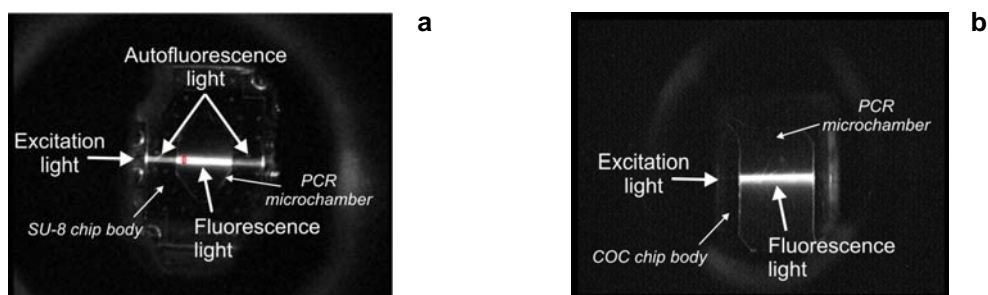 a
Autofluorescence
light
Excitation
light
PCR
microchamber
SU-8 chip body
Fluorescence
light
b
PCR
microchamber
Excitation
light
COC chip body
Fluorescence
light